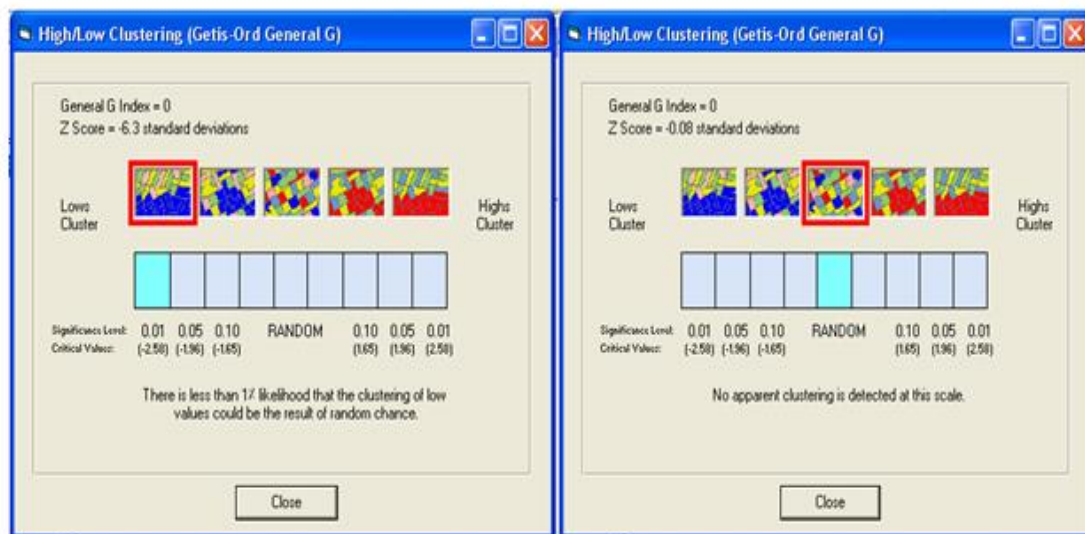 High/Low Clustering (Getis-Ord General G)
General G Index = 0
Z Score = -6.3 standard deviations
Lows
Cluster
Highs
Cluster
Significance Level: 0.01 0.05 0.10 RANDOM 0.10 0.05 0.01
Critical Values: (-2.58) (-1.96) (-1.65) (1.65) (1.96) (2.58)
There is less than 1% likelihood that the clustering of low
values could be the result of random chance.
Close
High/Low Clustering (Getis-Ord General G)
General G Index = 0
Z Score = -0.08 standard deviations
Lows
Cluster
Highs
Cluster
Significance Level: 0.01 0.05 0.10 RANDOM 0.10 0.05 0.01
Critical Values: (-2.58) (-1.96) (-1.65) (1.65) (1.96) (2.58)
No apparent clustering is detected at this scale.
Close